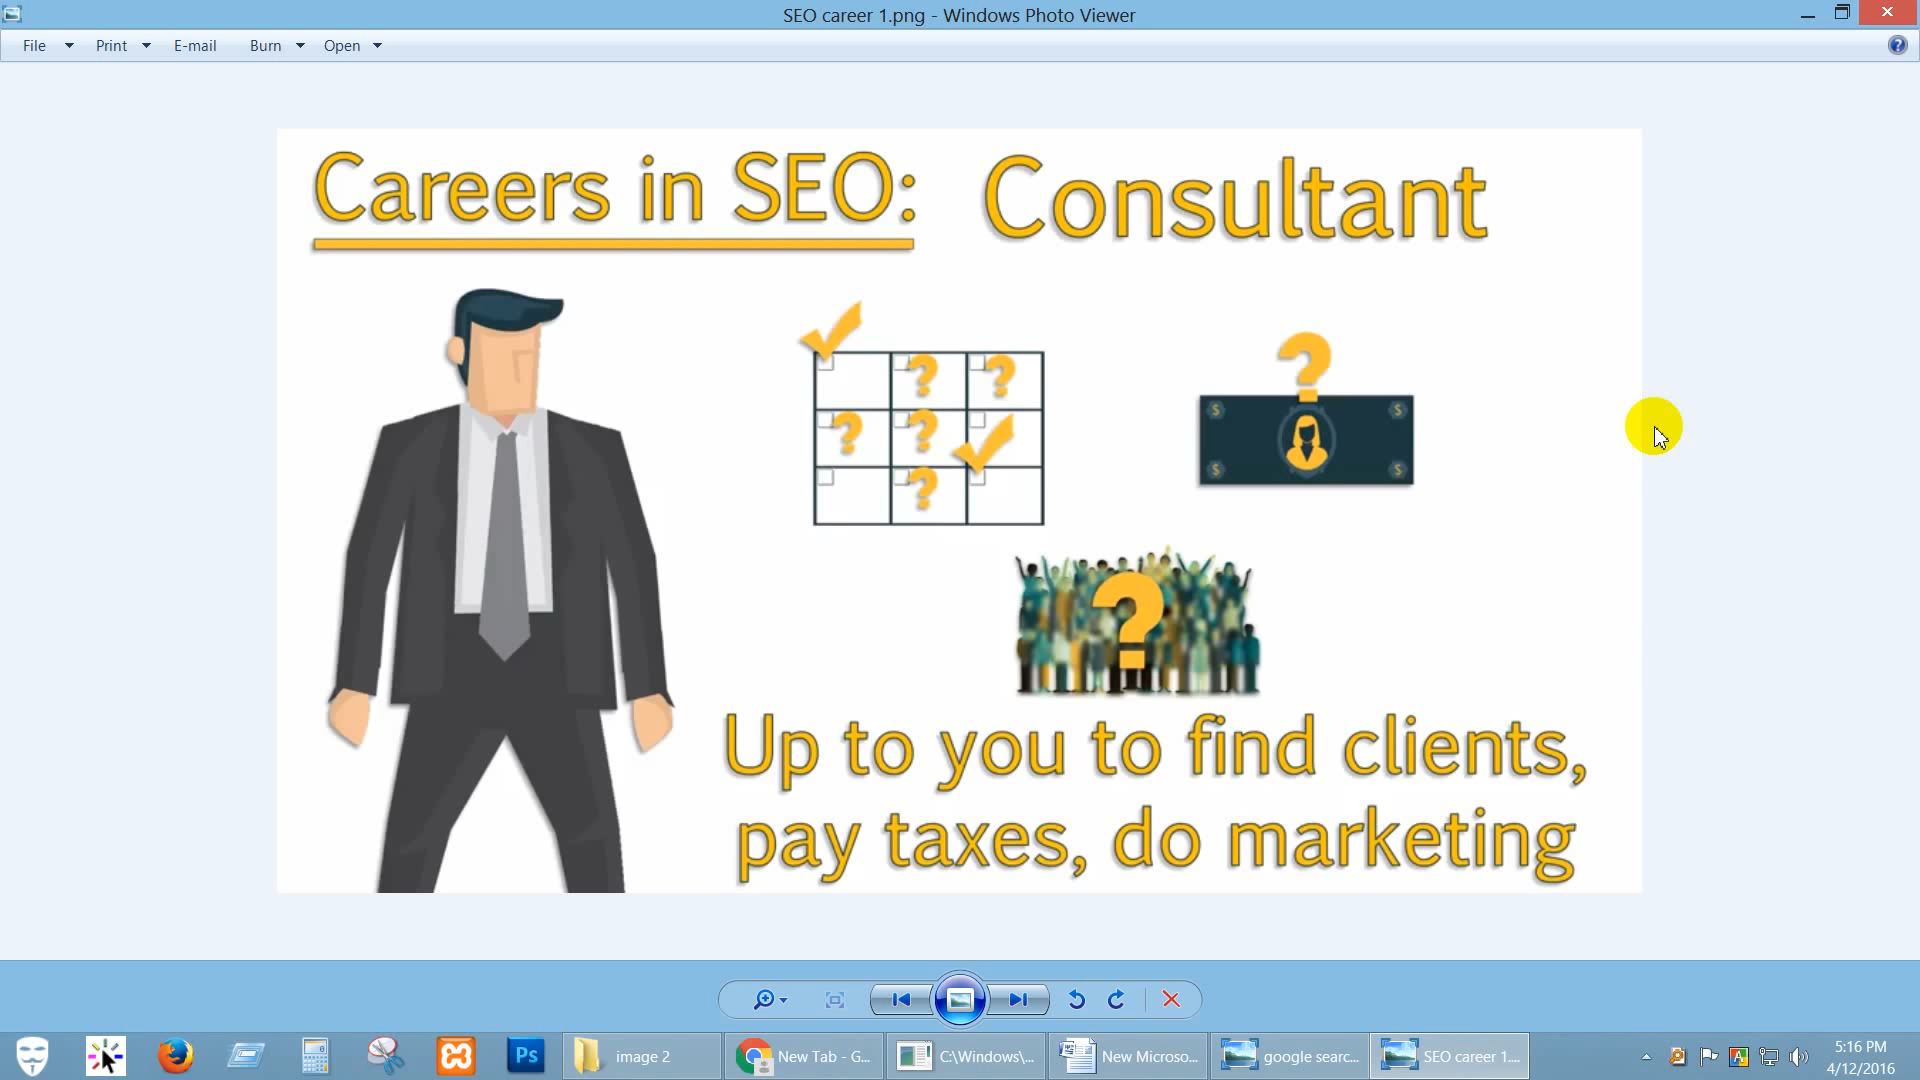 SEO career 1.png - Windows Photo Viewer
File Print E-mail Burn Open
Careers in SEO: Consultant
? ?
? ?
?
?
$ $
$ $
?
Up to you to find clients,
pay taxes, do marketing
Ps image 2 New Tab - G... C:\Windows\... New Microso... google searc... SEO career 1....
5:16 PM
4/12/2016